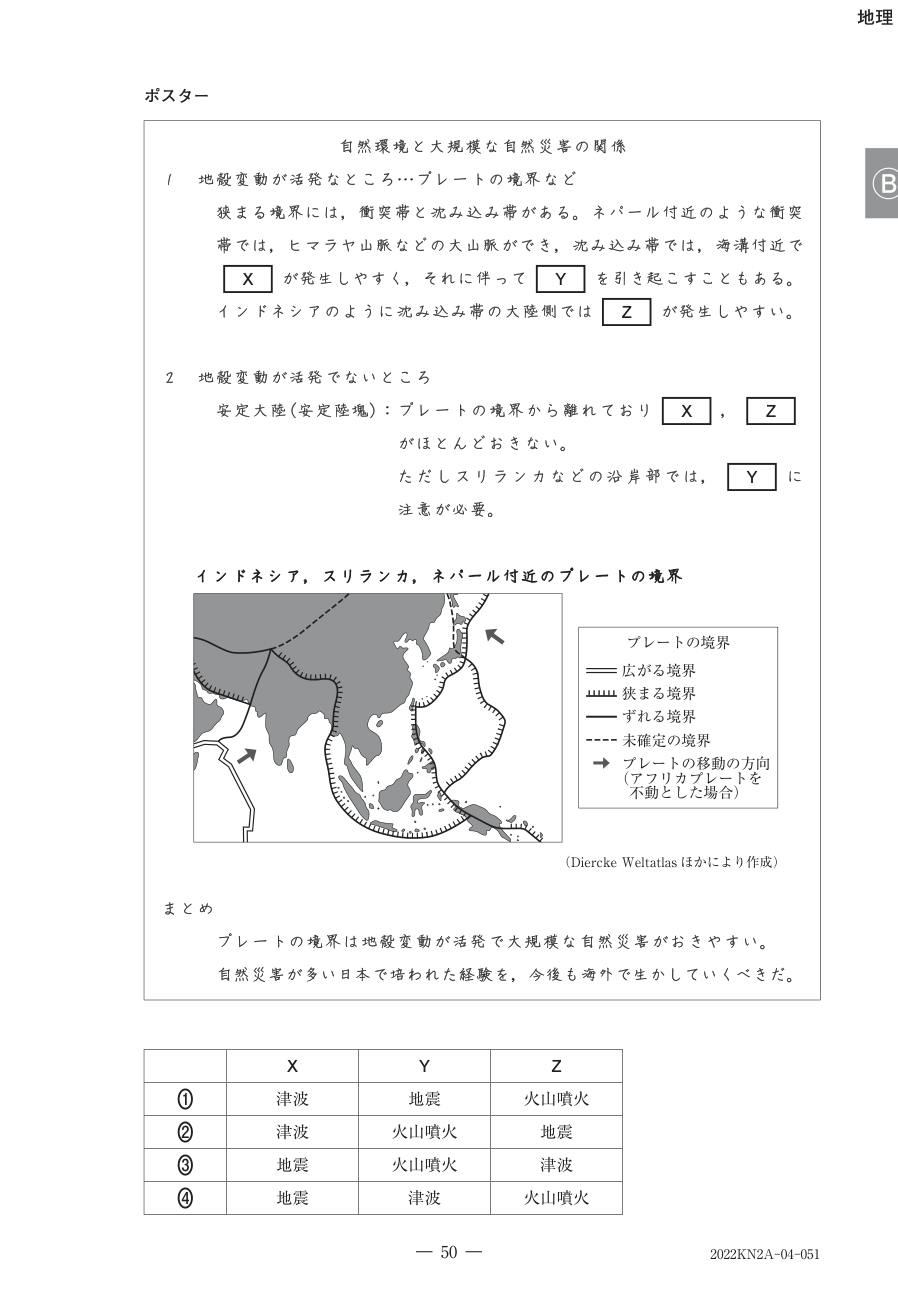 地理
ポスター
B
自然環境と大規模な自然災害の関係
1 地殻変動が活発なところ…プレートの境界など
狭まる境界には，衝突帯と沈み込み帯がある。ネパール付近のような衝突
帯では，ヒマラヤ山脈などの大山脈ができ，沈み込み帯では，海溝付近で
X が発生しやすく，それに伴って Y を引き起こすこともある。
インドネシアのように沈み込み帯の大陸側では Z が発生しやすい。
2 地殻変動が活発でないところ
安定大陸(安定陸塊)：プレートの境界から離れており X ， Z
がほとんどおきない。
ただしスリランカなどの沿岸部では， Y に
注意が必要。
インドネシア，スリランカ，ネパール付近のプレートの境界
プレートの境界
広がる境界
狭まる境界
ずれる境界
未確定の境界
プレートの移動の方向
（アフリカプレートを
不動とした場合）
（Diercke Weltatlas ほかにより作成）
まとめ
プレートの境界は地殻変動が活発で大規模な自然災害がおきやすい。
自然災害が多い日本で培われた経験を，今後も海外で生かしていくべきだ。
X Y Z
① 津波 地震 火山噴火
② 津波 火山噴火 地震
③ 地震 火山噴火 津波
④ 地震 津波 火山噴火
― 50 ―
2022KN2A-04-051